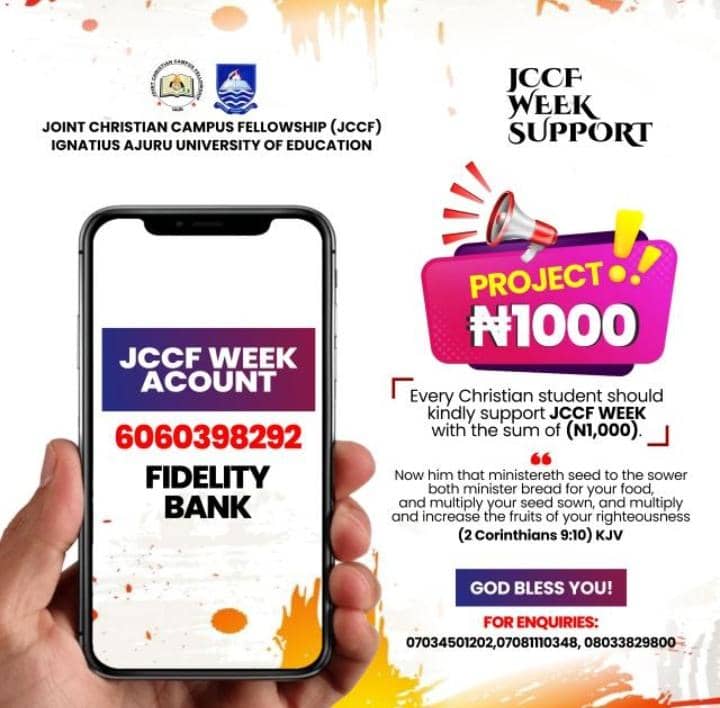 JOINT CHRISTIAN CAMPUS FELLOWSHIP (JCCF)
IGNATIUS AJURU UNIVERSITY OF EDUCATION
JCCF
WEEK
SUPPORT
PROJECT
₦1000
JCCF WEEK
ACOUNT
6060398292
FIDELITY
BANK
Every Christian student should
kindly support JCCF WEEK
with the sum of (N1,000).
Now him that ministereth seed to the sower
both minister bread for your food,
and multiply your seed sown, and multiply
and increase the fruits of your righteousness
(2 Corinthians 9:10) KJV
GOD BLESS YOU!
FOR ENQUIRIES:
07034501202,07081110348, 08033829800